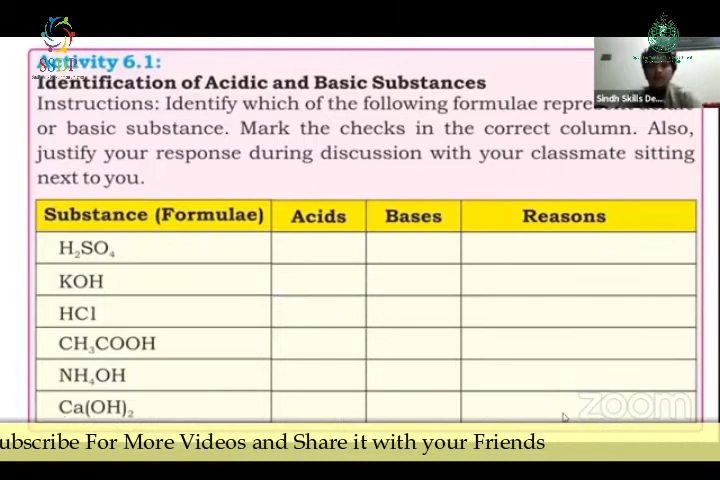 SSDP
Activity 6.1:
Identification of Acidic and Basic Substances
Sindh Skills De...
Instructions: Identify which of the following formulae represent
or basic substance. Mark the checks in the correct column. Also,
justify your response during discussion with your classmate sitting
next to you.
Substance (Formulae) Acids Bases Reasons
H₂SO₄
KOH
HCl
CH₃COOH
NH₄OH
Ca(OH)₂
zoom
ubscribe For More Videos and Share it with your Friends